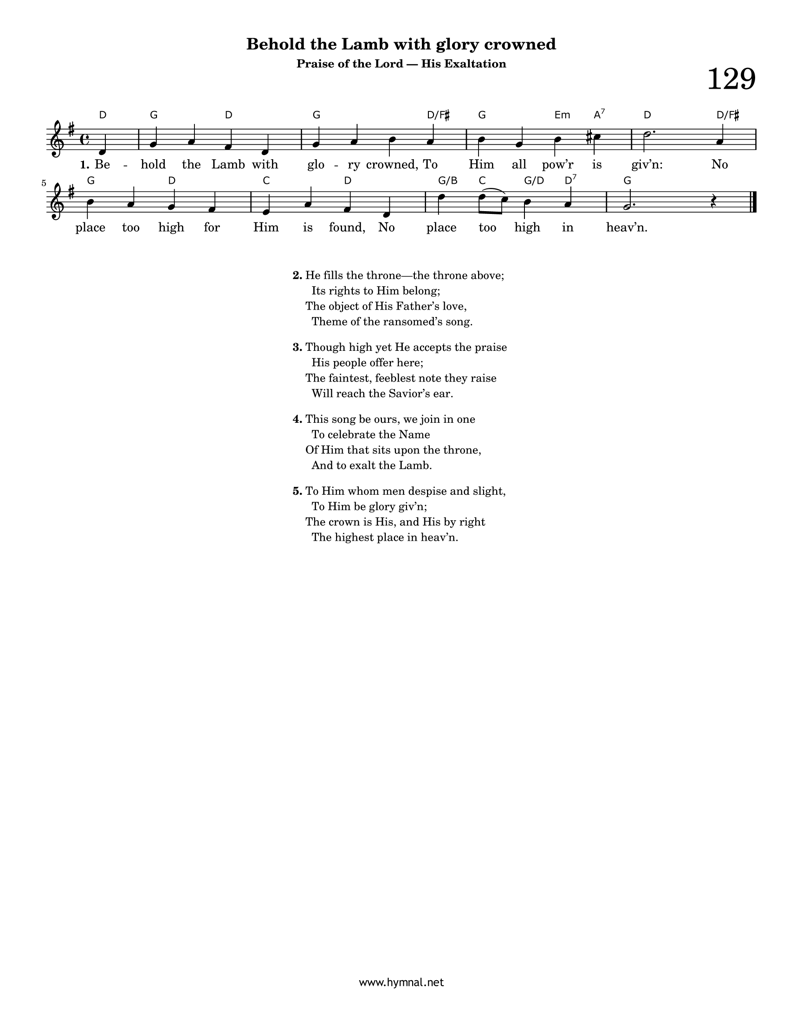 Behold the Lamb with glory crowned
Praise of the Lord — His Exaltation
129
D G D G D/F♯ G Em A7 D D/F♯
1. Be - hold the Lamb with glo - ry crowned, To Him all pow'r is giv'n: No
5
G D C D G/B C G/D D7 G
place too high for Him is found, No place too high in heav'n.
2. He fills the throne—the throne above;
Its rights to Him belong;
The object of His Father's love,
Theme of the ransomed's song.
3. Though high yet He accepts the praise
His people offer here;
The faintest, feeblest note they raise
Will reach the Savior's ear.
4. This song be ours, we join in one
To celebrate the Name
Of Him that sits upon the throne,
And to exalt the Lamb.
5. To Him whom men despise and slight,
To Him be glory giv'n;
The crown is His, and His by right
The highest place in heav'n.
www.hymnal.net